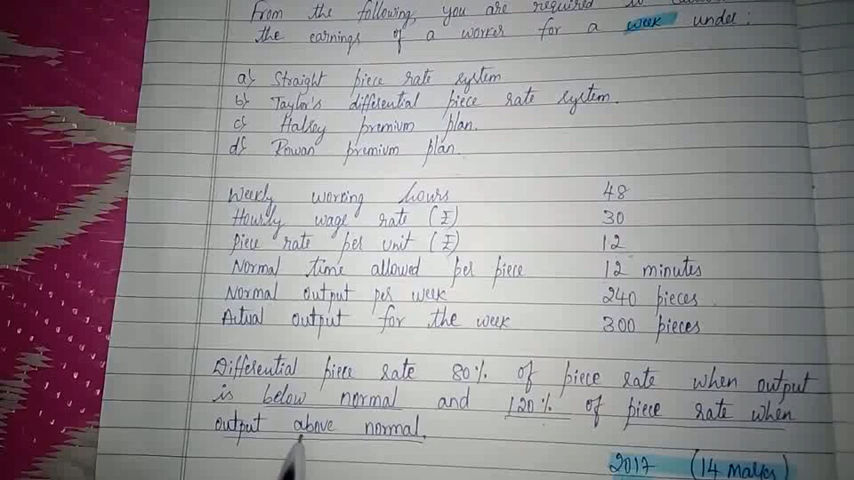 From the following, you are required to
the earnings of a worker for a week under:
a) Straight piece rate system
b) Taylor's differential piece rate system.
c) Halsey premium plan.
d) Rowan premium plan.
Weekly working hours 48
Hourly wage rate (₹) 30
Piece rate per unit (₹) 12
Normal time allowed per piece 12 minutes
Normal output per week 240 pieces
Actual output for the week 300 pieces
Differential piece rate 80% of piece rate when output
is below normal and 120% of piece rate when
output above normal.
2017 (14 Marks)